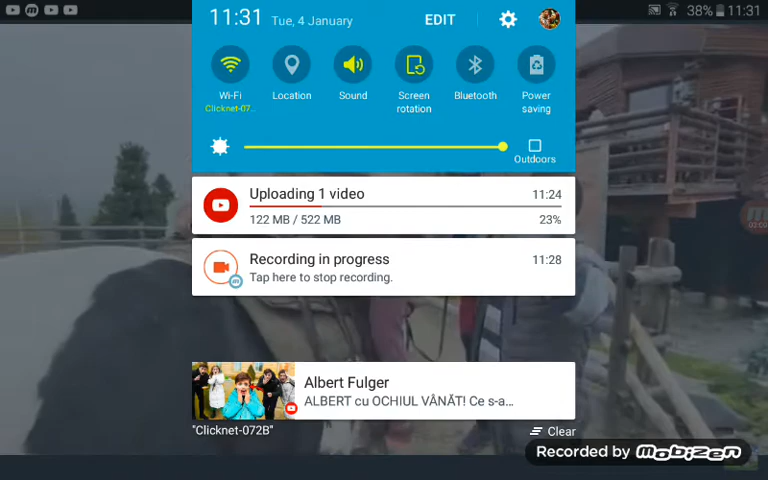 38% 11:31
11:31 Tue, 4 January EDIT
Wi-Fi
Clicknet-07..
Location
Sound
Screen
rotation
Bluetooth
Power
saving
Outdoors
Uploading 1 video 11:24
122 MB / 522 MB 23%
Recording in progress 11:28
Tap here to stop recording.
Albert Fulger
ALBERT cu OCHIUL VÂNĂT! Ce s-a...
"Clicknet-072B"
Clear
Recorded by mobizen